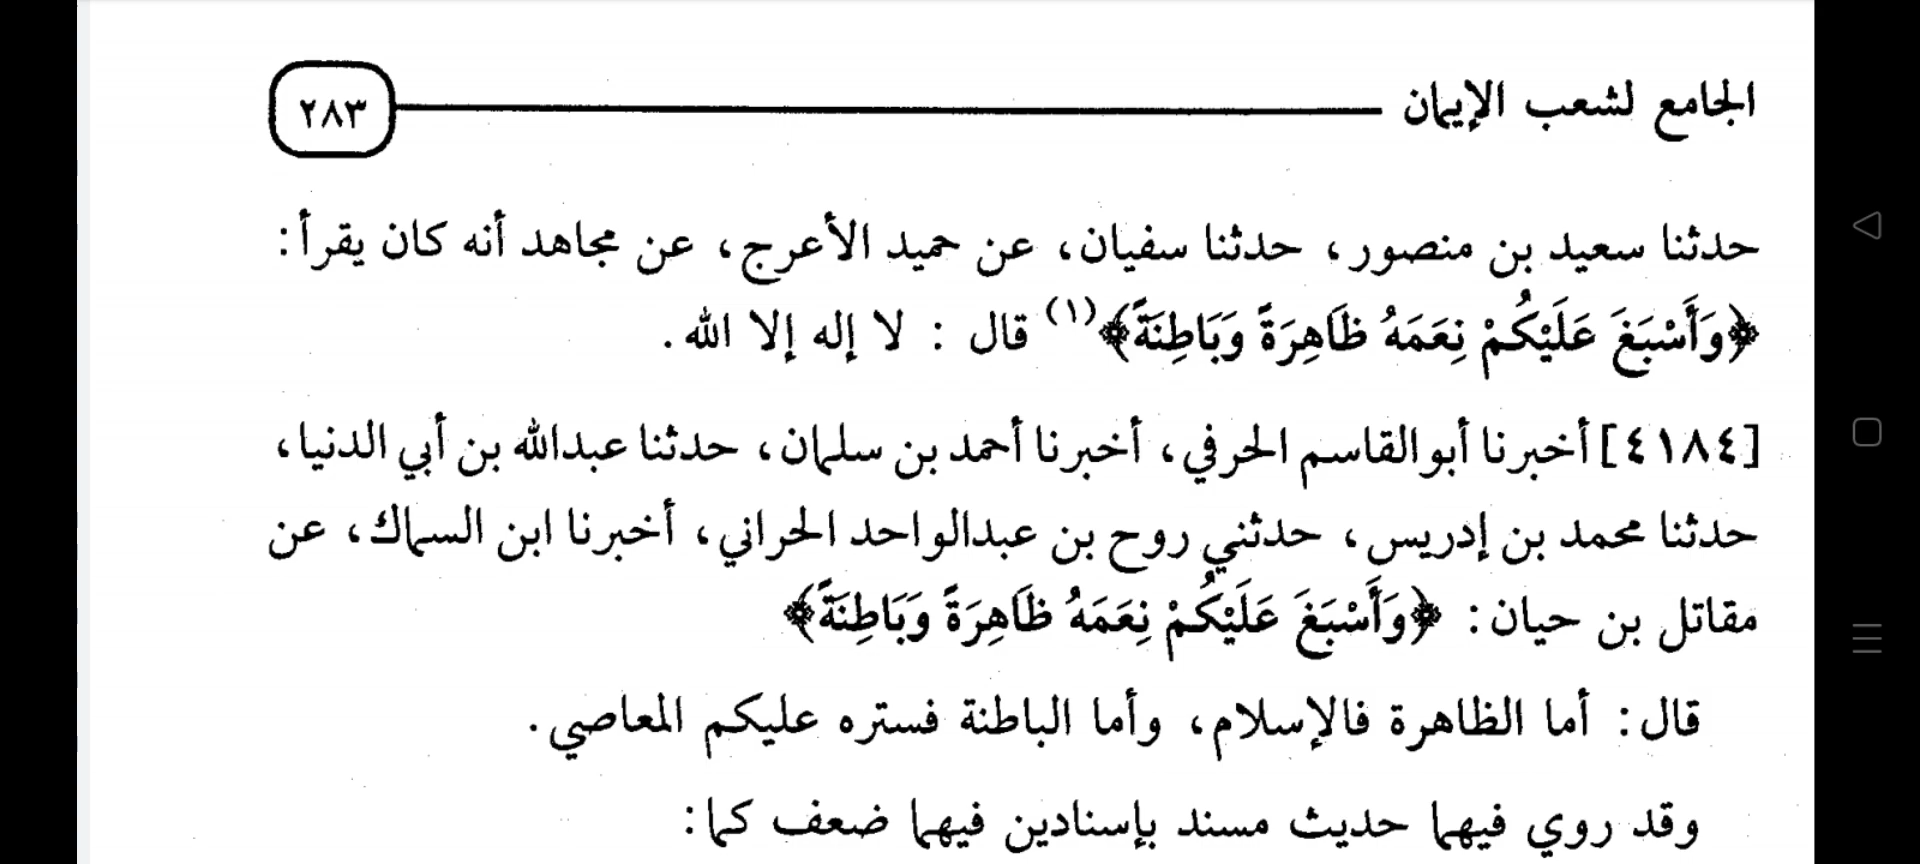 الجامع لشعب الإيمان ٢٨٣
حدثنا سعيد بن منصور، حدثنا سفيان، عن حميد الأعرج، عن مجاهد أنه كان يقرأ:
﴿وَأَسْبَغَ عَلَيْكُمْ نِعَمَهُ ظَاهِرَةً وَبَاطِنَةً﴾(١) قال : لا إله إلا الله.
[٤١٨٤] أخبرنا أبوالقاسم الحرفي، أخبرنا أحمد بن سلمان، حدثنا عبدالله بن أبي الدنيا،
حدثنا محمد بن إدريس، حدثني روح بن عبدالواحد الحراني، أخبرنا ابن السماك، عن
مقاتل بن حيان: ﴿وَأَسْبَغَ عَلَيْكُمْ نِعَمَهُ ظَاهِرَةً وَبَاطِنَةً﴾
قال: أما الظاهرة فالإسلام، وأما الباطنة فستره عليكم المعاصي.
وقد روي فيهما حديث مسند بإسنادين فيهما ضعف كما: